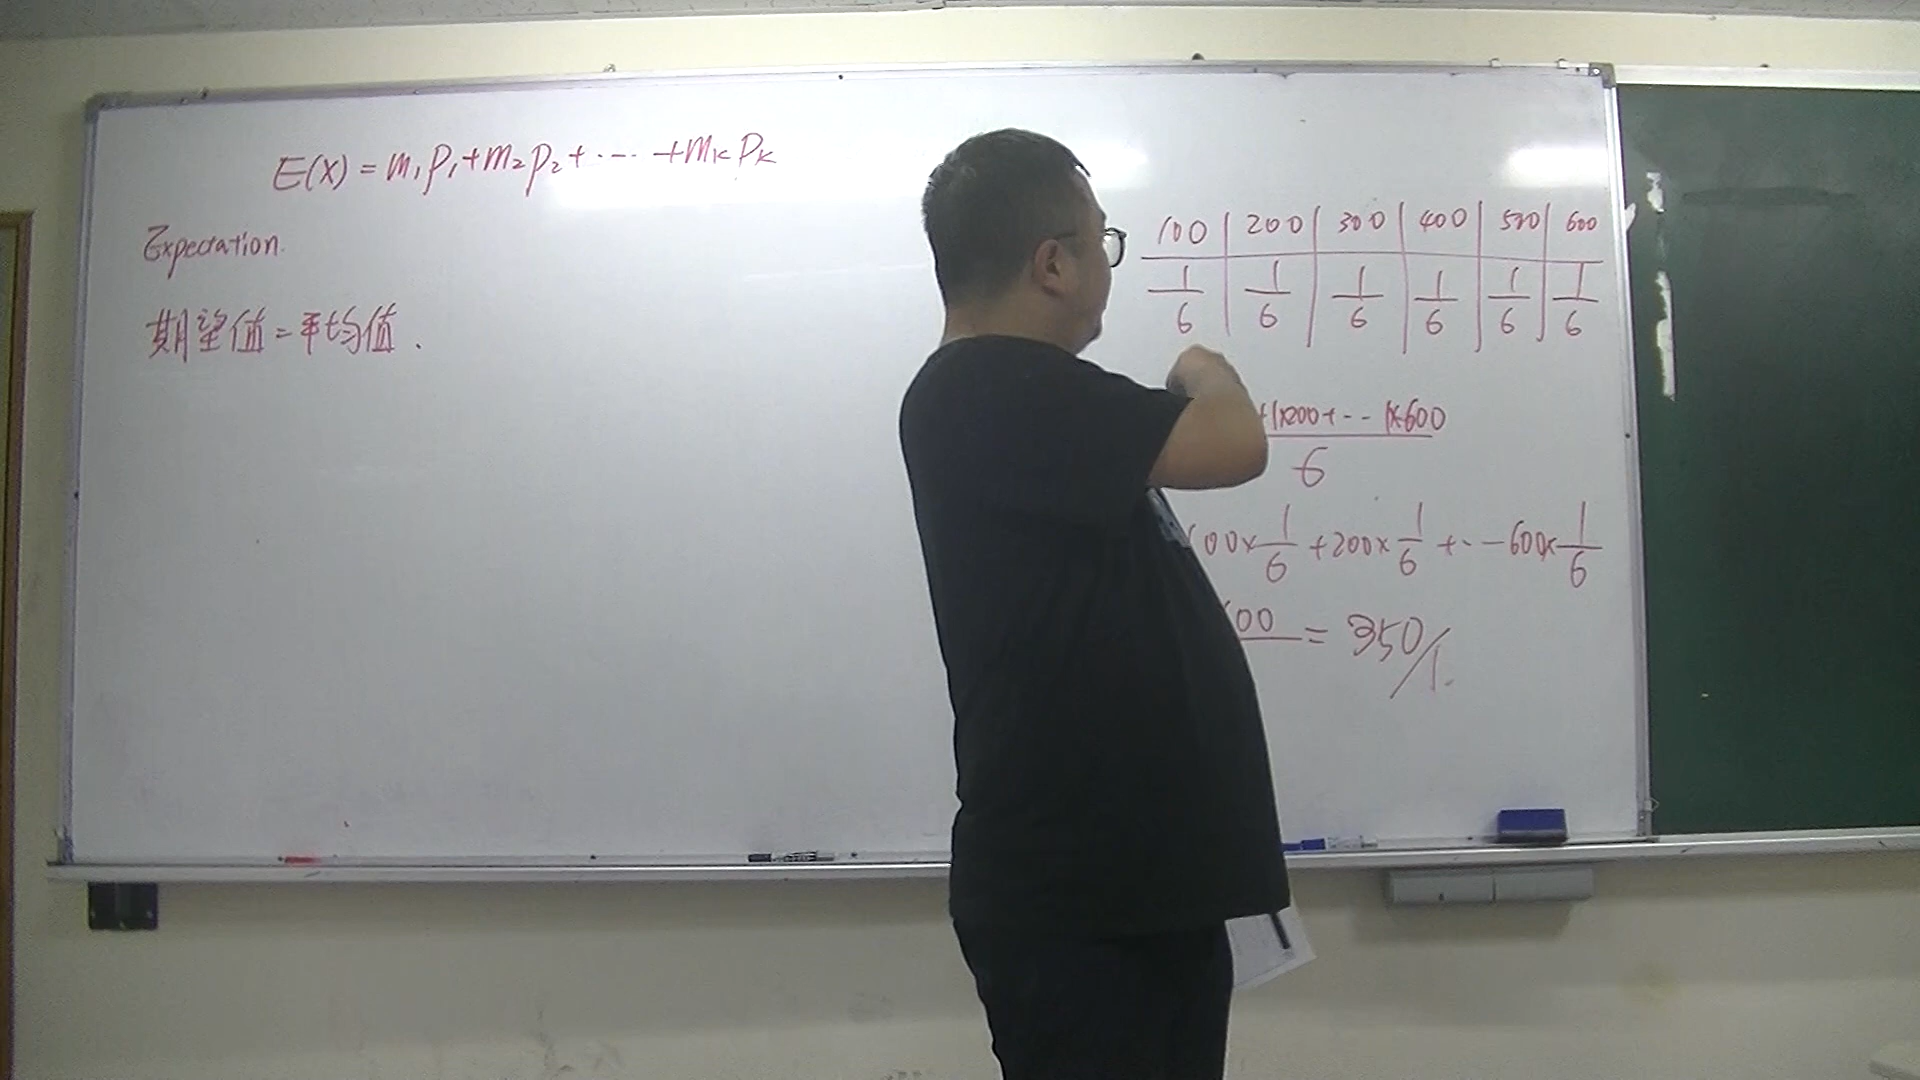 E(X) = m₁p₁+m₂p₂+‧‧‧‧ +mₖpₖ
Expectation.
期望值=平均值.
100 | 200 | 300 | 400 | 500 | 600
1/6 | 1/6 | 1/6 | 1/6 | 1/6 | 1/6
+1×200+‧‧‧ 1×600
6
100×1/6 +200×1/6 +‧‧‧600×1/6
00 = 350